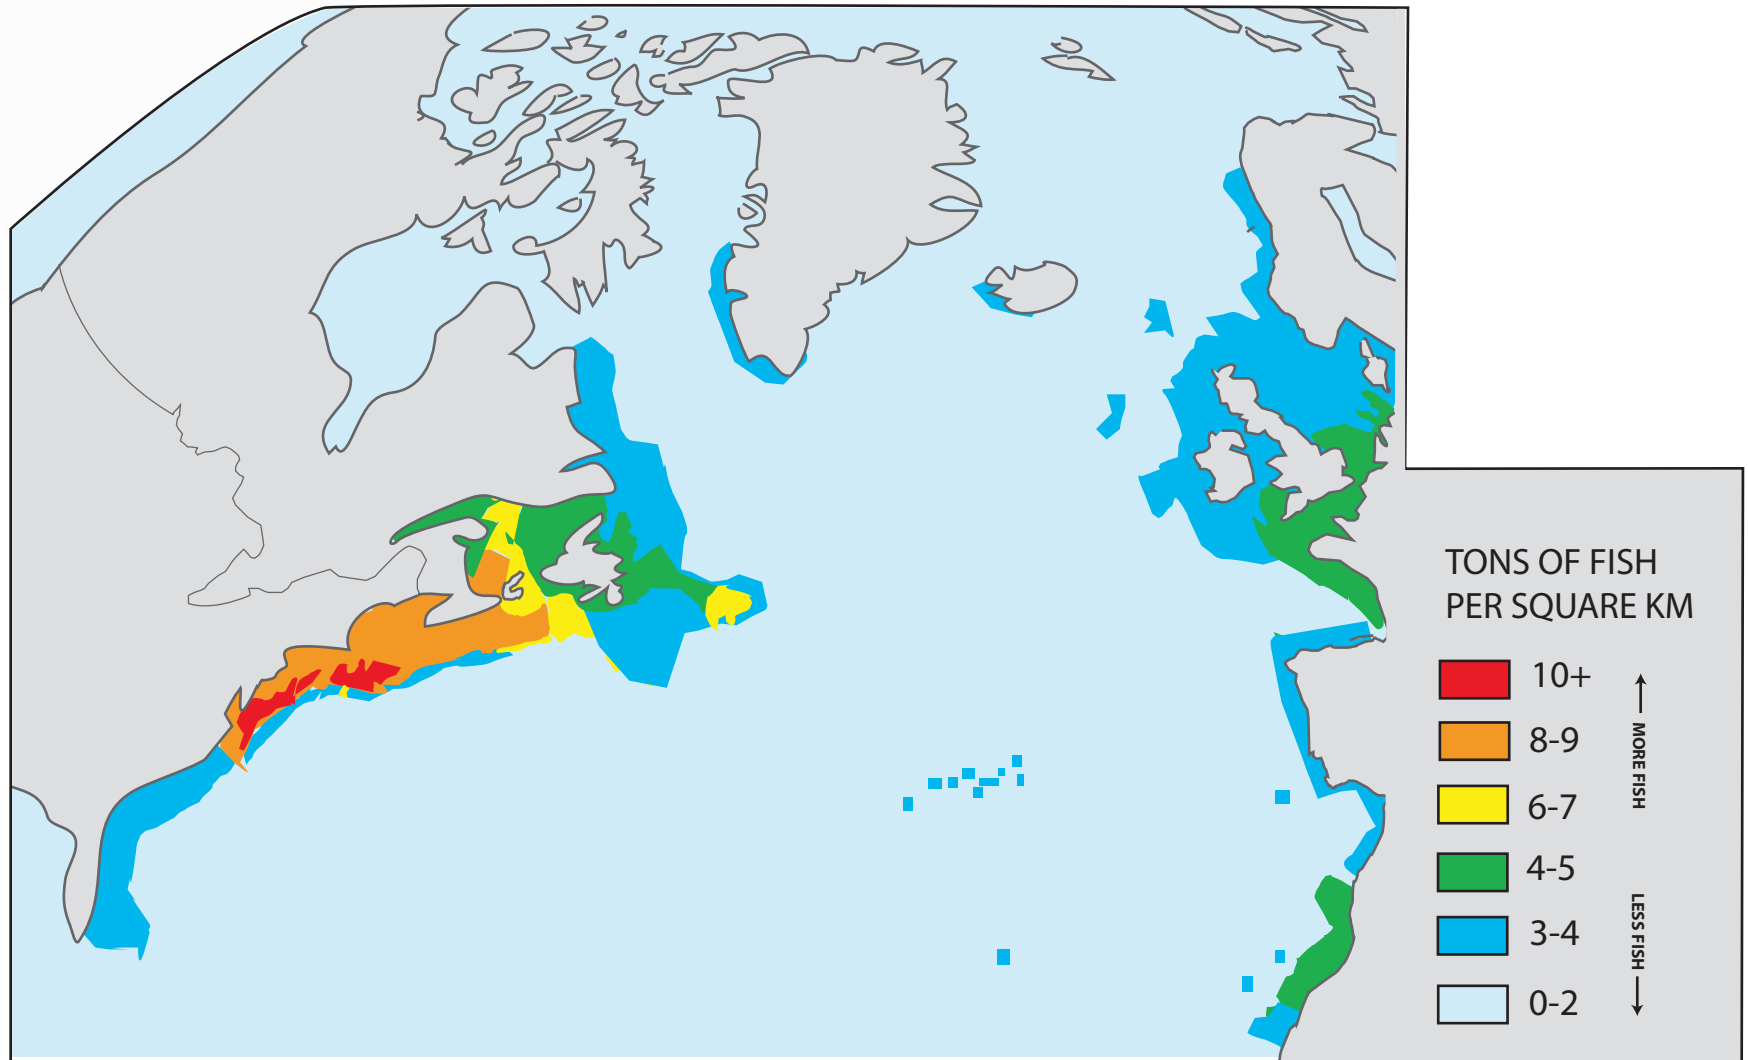 TONS OF FISH
PER SQUARE KM
10+
8-9
6-7
4-5
3-4
0-2
MORE FISH
LESS FISH